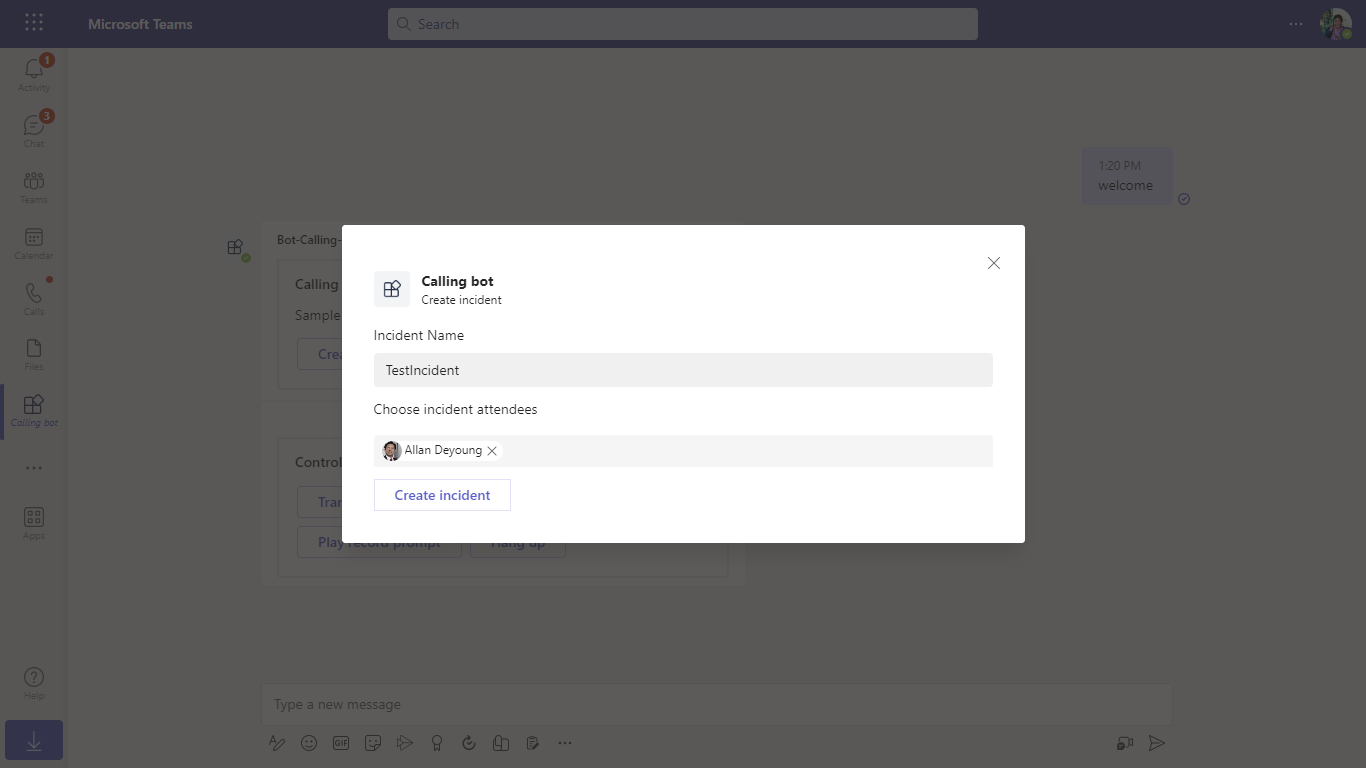 Microsoft Teams
Search
1
Activity
3
Chat
Teams
Calendar
Calls
Files
Calling bot
Apps
Help
1:20 PM
welcome
Bot-Calling-
Calling
Sample
Calling bot
Create incident
Incident Name
TestIncident
Choose incident attendees
Allan Deyoung
Create incident
Control
Play record prompt
Hang up
Type a new message
GIF